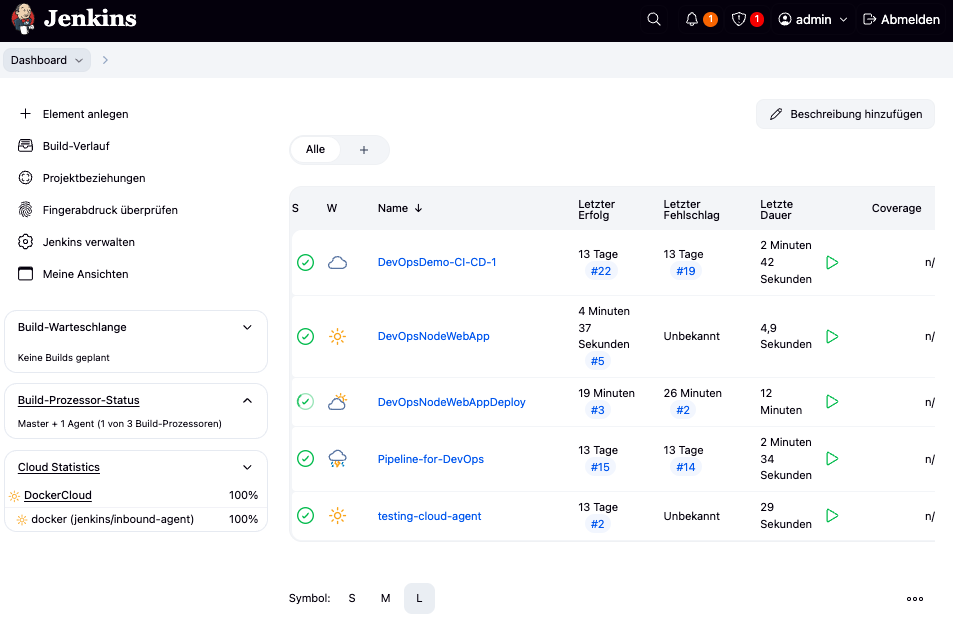 Jenkins
1
1
admin
Abmelden
Dashboard
Element anlegen
Build-Verlauf
Projektbeziehungen
Fingerabdruck überprüfen
Jenkins verwalten
Meine Ansichten
Build-Warteschlange
Keine Builds geplant
Build-Prozessor-Status
Master + 1 Agent (1 von 3 Build-Prozessoren)
Cloud Statistics
DockerCloud 100%
docker (jenkins/inbound-agent) 100%
Beschreibung hinzufügen
Alle +
S W Name ↓ Letzter Erfolg Letzter Fehlschlag Letzte Dauer Coverage
DevOpsDemo-CI-CD-1 13 Tage #22 13 Tage #19 2 Minuten 42 Sekunden n/
DevOpsNodeWebApp 4 Minuten 37 Sekunden #5 Unbekannt 4,9 Sekunden n/
DevOpsNodeWebAppDeploy 19 Minuten #3 26 Minuten #2 12 Minuten n/
Pipeline-for-DevOps 13 Tage #15 13 Tage #14 2 Minuten 34 Sekunden n/
testing-cloud-agent 13 Tage #2 Unbekannt 29 Sekunden n/
Symbol: S M L